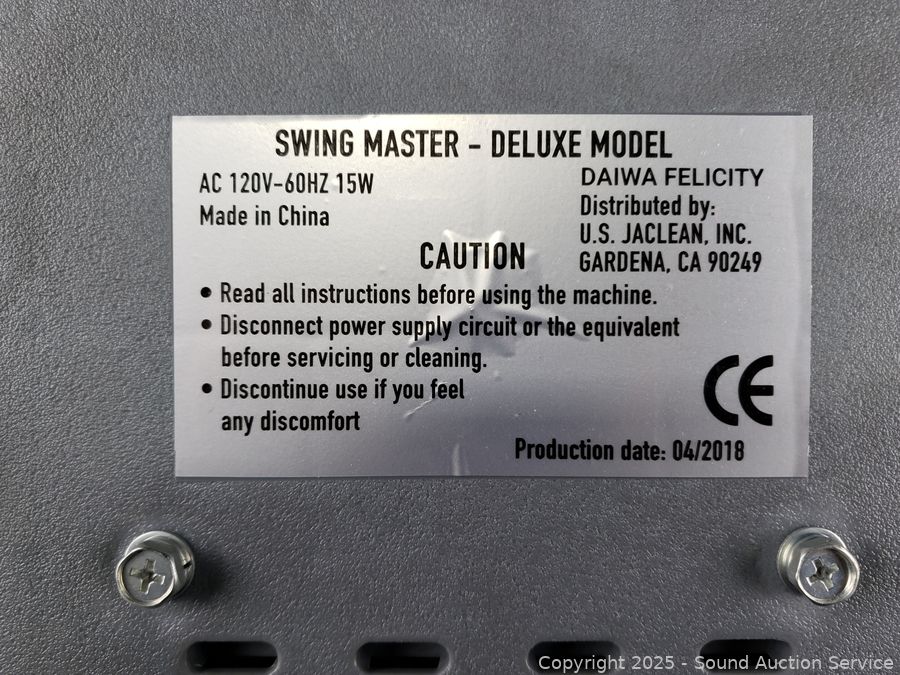 SWING MASTER - DELUXE MODEL
AC 120V-60HZ 15W
Made in China
DAIWA FELICITY
Distributed by:
U.S. JACLEAN, INC.
GARDENA, CA 90249
CAUTION
• Read all instructions before using the machine.
• Disconnect power supply circuit or the equivalent
before servicing or cleaning.
• Discontinue use if you feel
any discomfort
CE
Production date: 04/2018
Copyright 2025 - Sound Auction Service